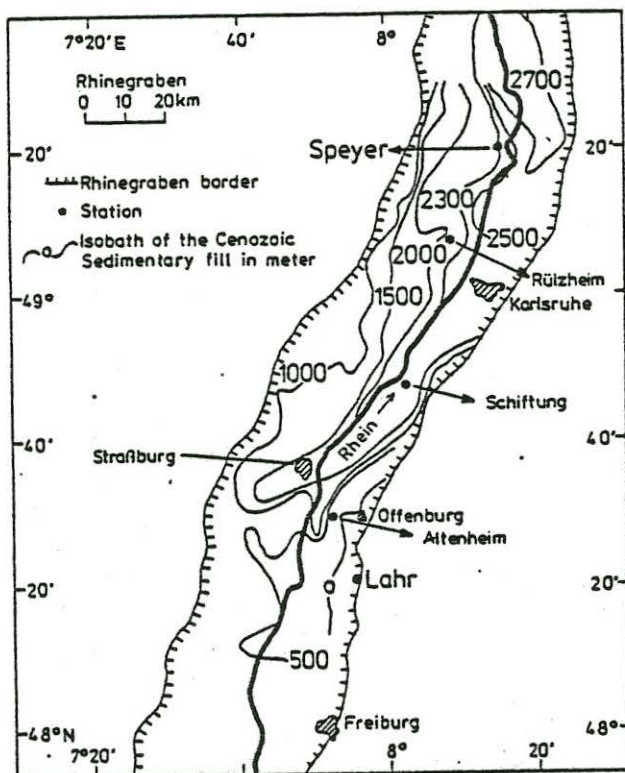 7°20'E 40' 8°
Rhinegraben
0 10 20km
2700
20' Speyer 20'
Rhinegraben border
Station
2300
o Isobath of the Cenozoic
Sedimentary fill in meter
2500
2000
Rülzheim
1500
49°
Karlsruhe
1000
Schiftung
Rhein
40' 40'
Straßburg
Offenburg
Altenheim
Lahr
20' 0 20'
500
Freiburg
48°N 48°
7°20' 8° 20'